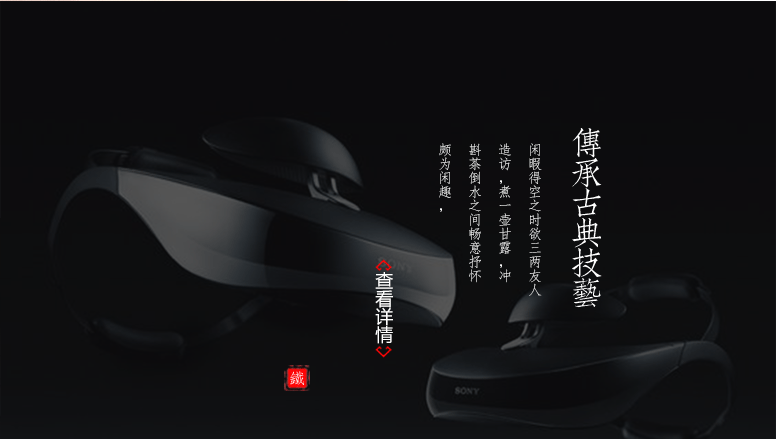 傳承古典技藝
闲暇得空之时欲三两友人
造访，煮一壶甘露，冲
斟茶倒水之间畅意抒怀
颇为闲趣，
查看详情
鐵
SONY
SONY